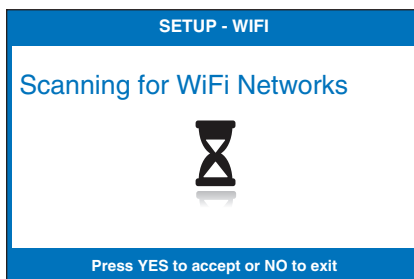 SETUP - WIFI
Scanning for WiFi Networks
Press YES to accept or NO to exit